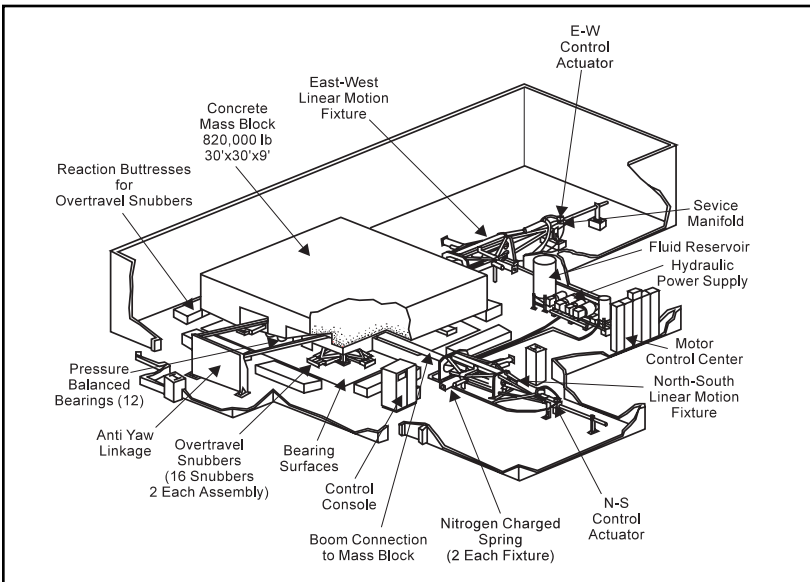 E-W
Control
Actuator
East-West
Linear Motion
Fixture
Concrete
Mass Block
820,000 lb
30'x30'x9'
Reaction Buttresses
for
Overtravel Snubbers
Sevice
Manifold
Fluid Reservoir
Hydraulic
Power Supply
Motor
Control Center
North-South
Linear Motion
Fixture
Pressure
Balanced
Bearings (12)
Anti Yaw
Linkage
Overtravel
Snubbers
(16 Snubbers
2 Each Assembly)
Bearing
Surfaces
Control
Console
Boom Connection
to Mass Block
Nitrogen Charged
Spring
(2 Each Fixture)
N-S
Control
Actuator